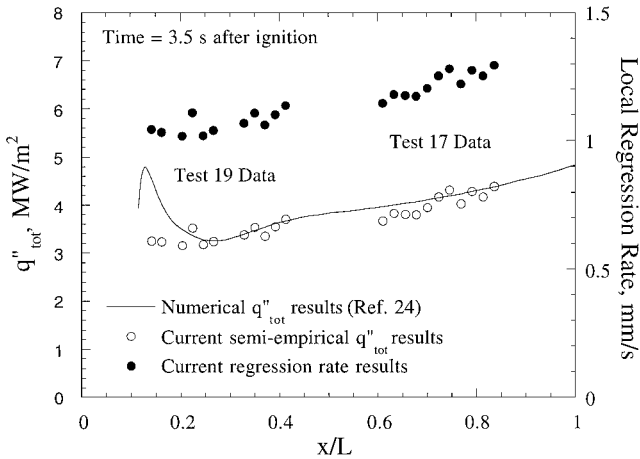 Time = 3.5 s after ignition
Test 17 Data
Test 19 Data
Numerical q"tot results (Ref. 24)
Current semi-empirical q"tot results
Current regression rate results
q"tot, MW/m2
8
7
6
5
4
3
2
1
0
Local Regression Rate, mm/s
1.5
1
0.5
0
0
0.2
0.4
0.6
0.8
1
x/L